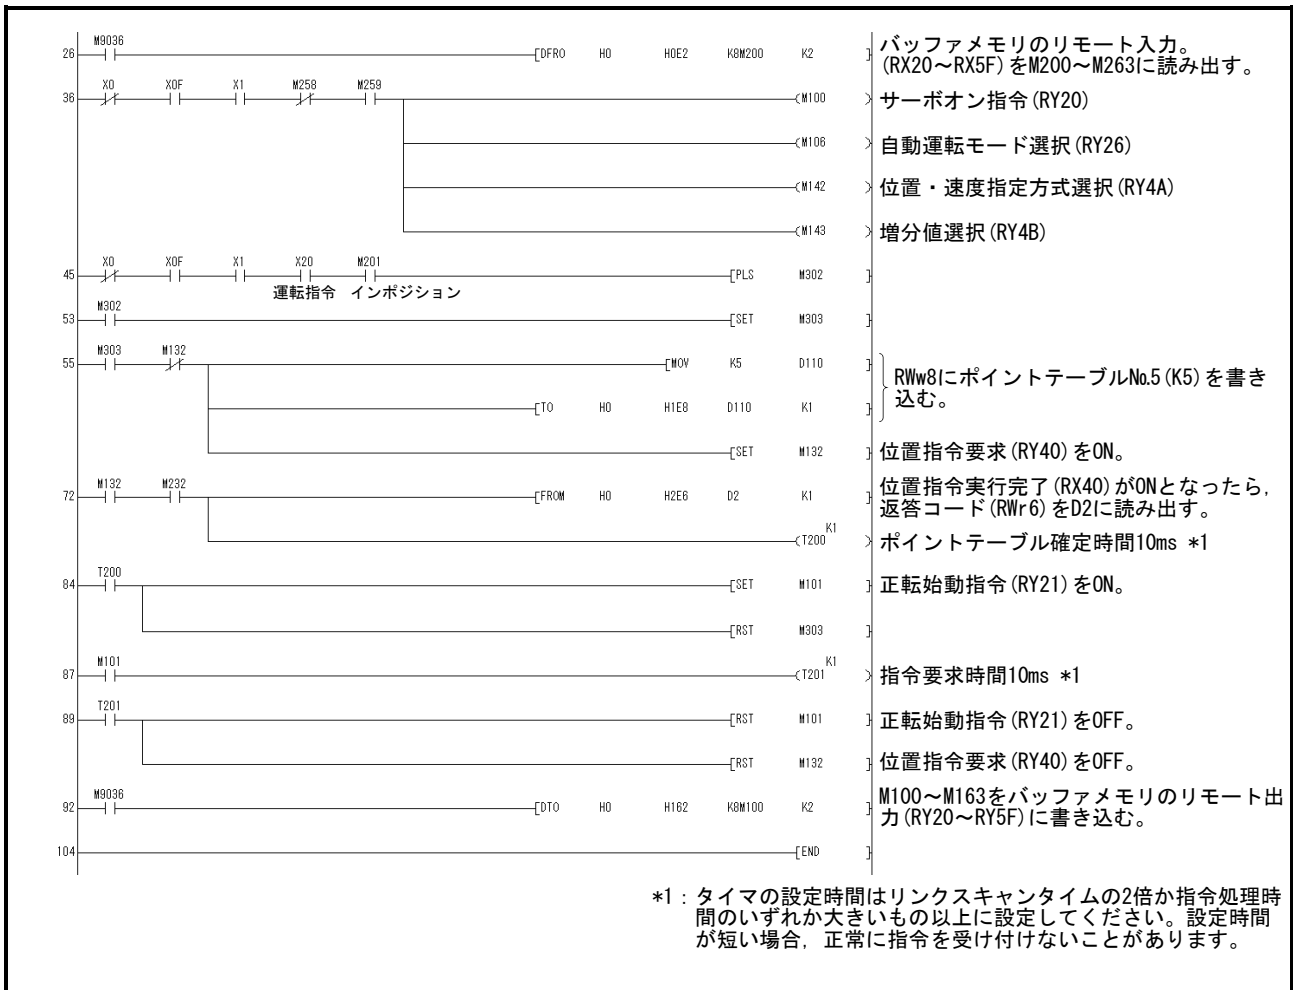 M9036
26 [DFRO H0 H0E2 K8M200 K2 ]
バッファメモリのリモート入力。
(RX20～RX5F)をM200～M263に読み出す。
X0 X0F X1 M258 M259
36 (M100 )
サーボオン指令(RY20)
(M106 )
自動運転モード選択(RY26)
(M142 )
位置・速度指定方式選択(RY4A)
(M143 )
増分値選択(RY4B)
X0 X0F X1 X20 M201
45 [PLS M302 ]
運転指令 インポジション
M302
53 [SET M303 ]
M303 M132
55 [MOV K5 D110 ]
RWw8にポイントテーブル№5(K5)を書き
込む。
[TO H0 H1E8 D110 K1 ]
[SET M132 ]
位置指令要求(RY40)をON。
M132 M232
72 [FROM H0 H2E6 D2 K1 ]
位置指令実行完了(RX40)がONとなったら,
返答コード(RWr6)をD2に読み出す。
K1
(T200 )
ポイントテーブル確定時間10ms *1
T200
84 [SET M101 ]
正転始動指令(RY21)をON。
[RST M303 ]
M101 K1
87 (T201 )
指令要求時間10ms *1
T201
89 [RST M101 ]
正転始動指令(RY21)をOFF。
[RST M132 ]
位置指令要求(RY40)をOFF。
M9036
92 [DTO H0 H162 K8M100 K2 ]
M100～M163をバッファメモリのリモート出
力(RY20～RY5F)に書き込む。
104 [END ]
*1：タイマの設定時間はリンクスキャンタイムの2倍か指令処理時
間のいずれか大きいもの以上に設定してください。設定時間
が短い場合, 正常に指令を受け付けないことがあります。